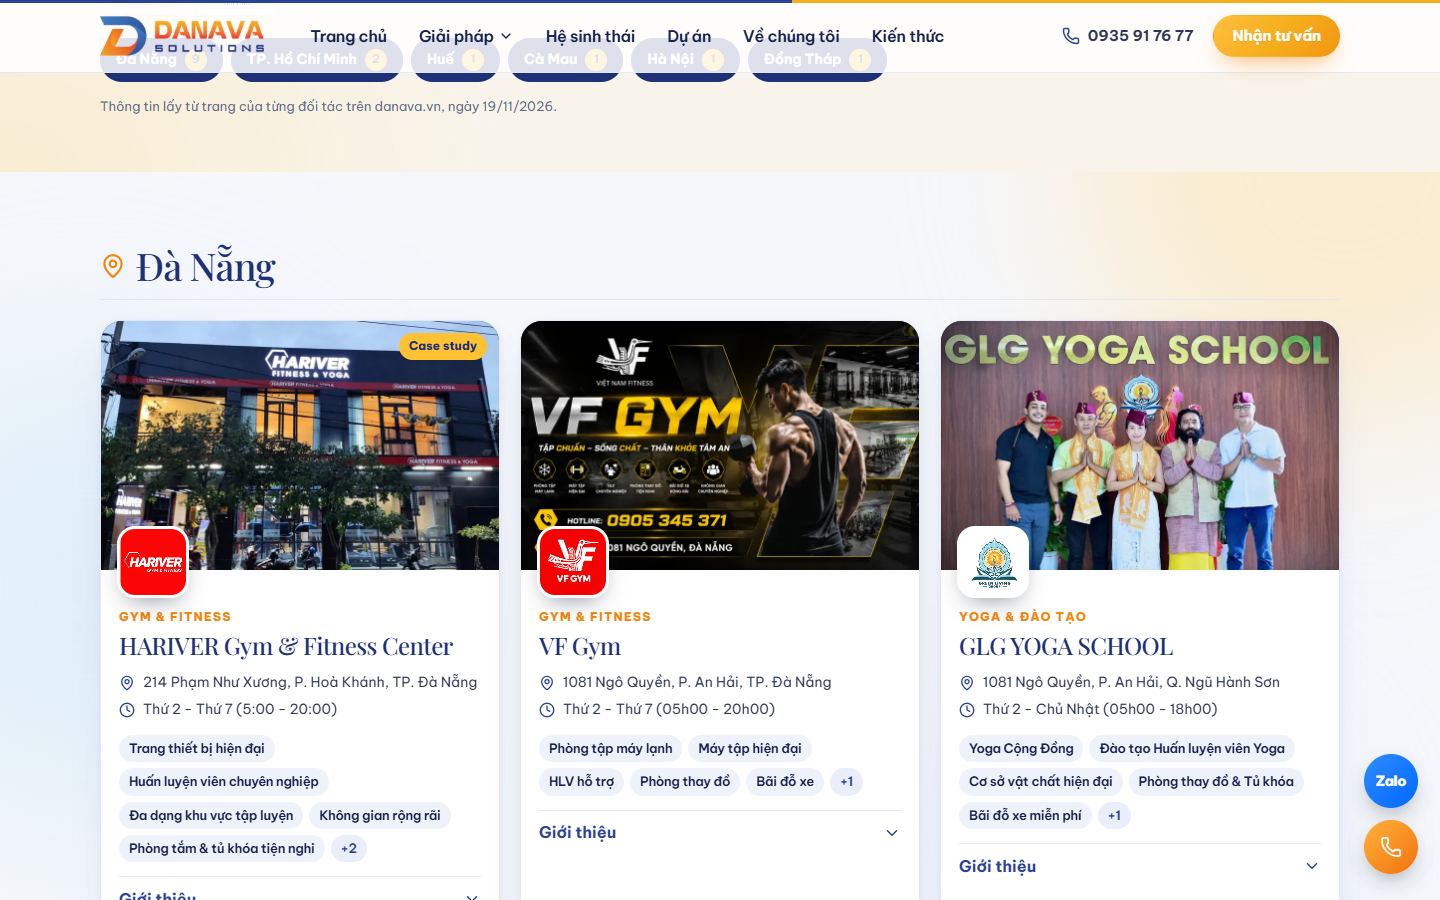 DANAVA
SOLUTIONS
Trang chủ
Giải pháp
Hệ sinh thái
Dự án
Về chúng tôi
Kiến thức
0935 91 76 77
Nhận tư vấn
Đà Nẵng 9
TP. Hồ Chí Minh 2
Huế 1
Cà Mau 1
Hà Nội 1
Đồng Tháp 1
Thông tin lấy từ trang của từng đối tác trên danava.vn, ngày 19/11/2026.
Đà Nẵng
Case study
HARIVER
FITNESS & YOGA
HARIVER FITNESS & YOGA
HARIVER
GYM & FITNESS
HARIVER Gym & Fitness Center
214 Phạm Như Xương, P. Hoà Khánh, TP. Đà Nẵng
Thứ 2 - Thứ 7 (5:00 - 20:00)
Trang thiết bị hiện đại
Huấn luyện viên chuyên nghiệp
Đa dạng khu vực tập luyện
Không gian rộng rãi
Phòng tắm & tủ khóa tiện nghi
+2
Giới thiệu
VF
VIỆT NAM FITNESS
VF GYM
TẬP CHUẨN – SỐNG CHẤT – THÂN KHỎE TÂM AN
HOTLINE: 0905 345 371
1081 NGÔ QUYỀN, ĐÀ NẴNG
VF GYM
GYM & FITNESS
VF Gym
1081 Ngô Quyền, P. An Hải, TP. Đà Nẵng
Thứ 2 - Thứ 7 (05h00 - 20h00)
Phòng tập máy lạnh
Máy tập hiện đại
HLV hỗ trợ
Phòng thay đồ
Bãi đỗ xe
+1
Giới thiệu
GLG YOGA SCHOOL
YOGA & ĐÀO TẠO
GLG YOGA SCHOOL
1081 Ngô Quyền, P. An Hải, Q. Ngũ Hành Sơn
Thứ 2 - Chủ Nhật (05h00 - 18h00)
Yoga Cộng Đồng
Đào tạo Huấn luyện viên Yoga
Cơ sở vật chất hiện đại
Phòng thay đồ & Tủ khóa
Bãi đỗ xe miễn phí
+1
Giới thiệu
Zalo